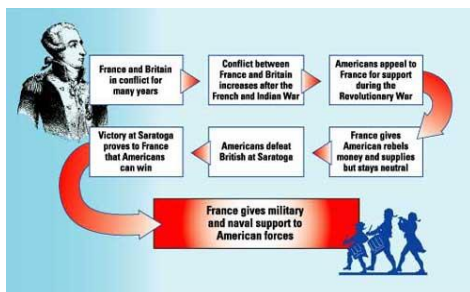 France and Britain
in conflict for
many years
Conflict between
France and Britain
increases after the
French and Indian War
Americans appeal to
France for support
during the
Revolutionary War
France gives
American rebels
money and supplies
but stays neutral
Americans defeat
British at Saratoga
Victory at Saratoga
proves to France
that Americans
can win
France gives military
and naval support to
American forces